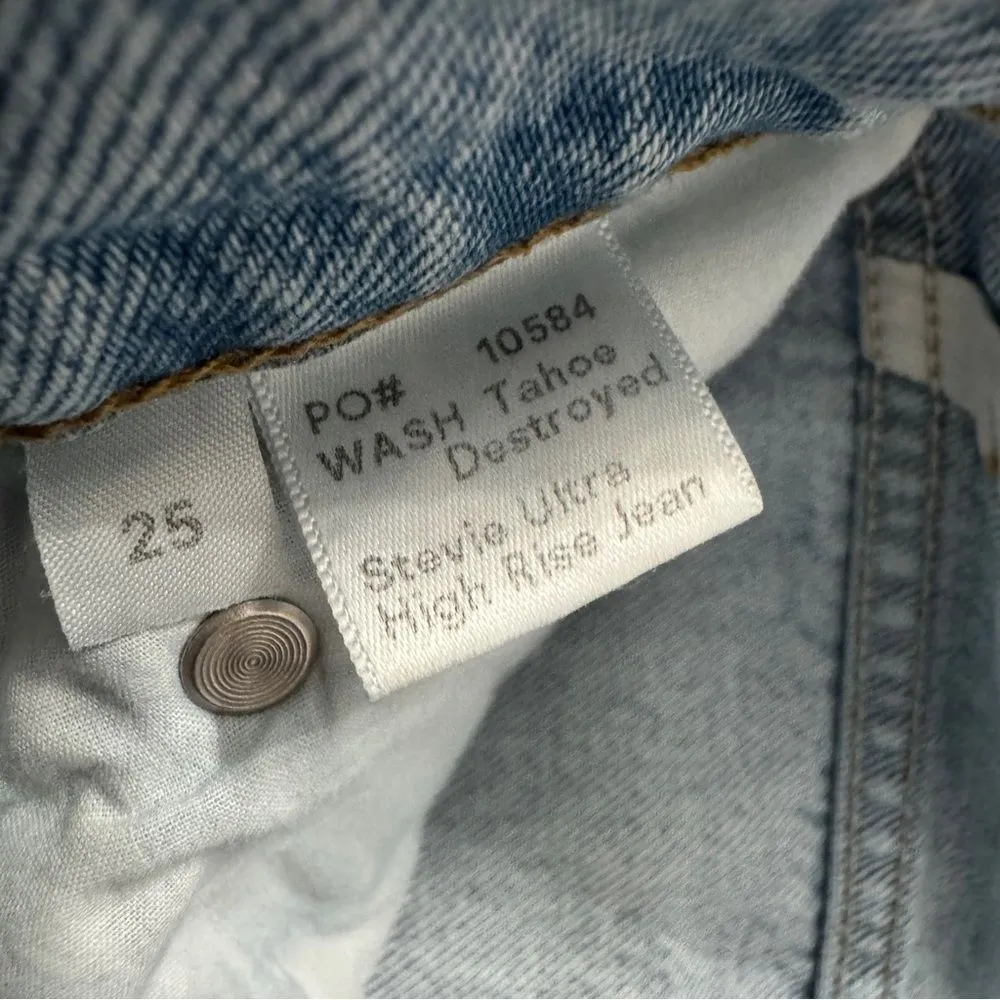 25
PO# 10584
WASH Tahoe
Destroyed
Stevie Ultra
High Rise Jean